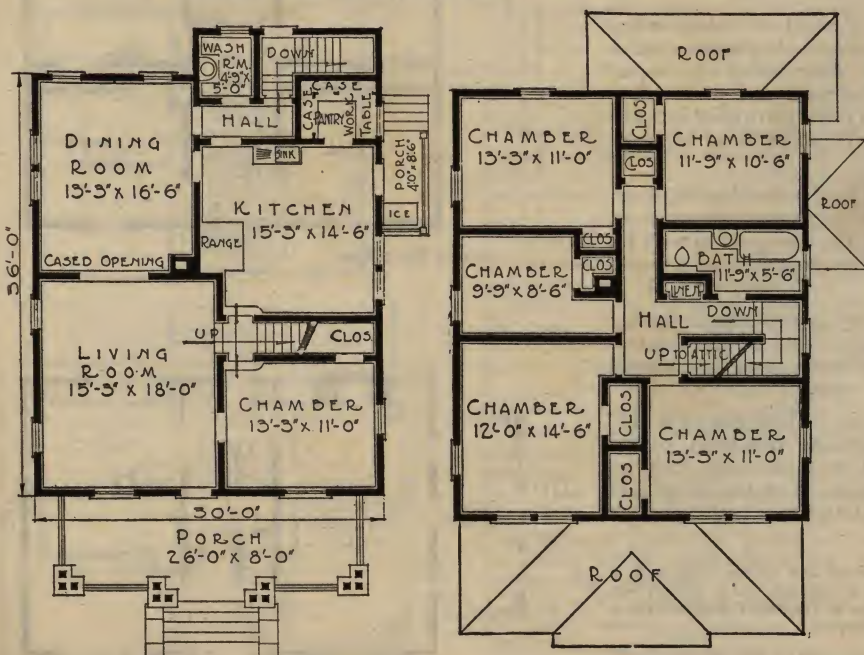 WASH
R'M.
4'-9" X
5'-0"
DOWN
CASE
CASE
PANTRY
WORK
TABLE
HALL
DINING
ROOM
13'-3" X 16'-6"
SINK
KITCHEN
15'-3" X 14'-6"
RANGE
PORCH
4'0" X 8'-6"
ICE
CASED OPENING
36'-0"
UP
CLOS
LIVING
ROOM
15'-3" X 18'-0"
CHAMBER
13'-3" X 11'-0"
30'-0"
PORCH
26'-0" X 8'-0"
ROOF
CHAMBER
13'-3" X 11'-0"
CLOS
CLOS
CHAMBER
11'-9" X 10'-6"
ROOF
CLOS
CLOS
CHAMBER
9'-9" X 8'-6"
BATH
11'-9" X 5'-6"
LINEN
DOWN
HALL
UP TO ATTIC
CHAMBER
12'-0" X 14'-6"
CLOS
CLOS
CHAMBER
13'-3" X 11'-0"
ROOF